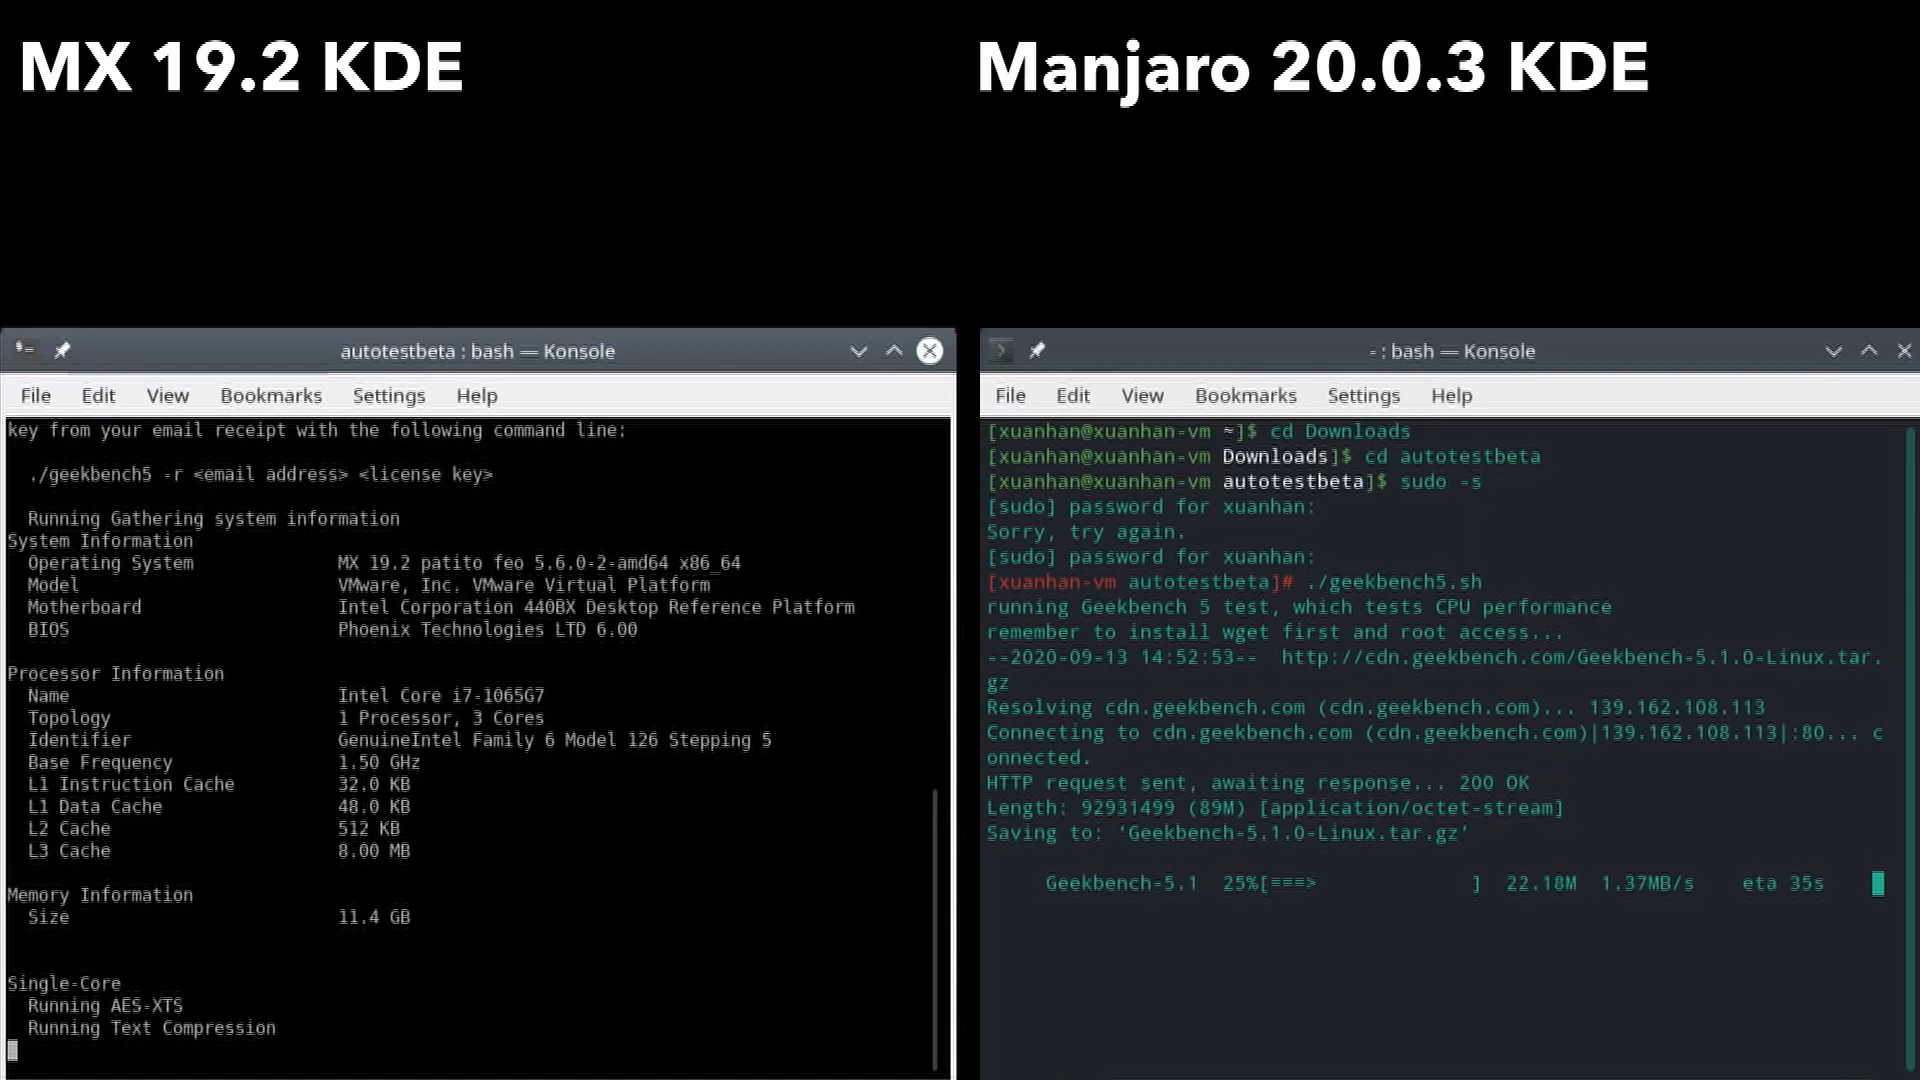 MX 19.2 KDE
Manjaro 20.0.3 KDE
autotestbeta : bash — Konsole
File Edit View Bookmarks Settings Help
key from your email receipt with the following command line:
./geekbench5 -r <email address> <license key>
Running Gathering system information
System Information
Operating System MX 19.2 patito feo 5.6.0-2-amd64 x86_64
Model VMware, Inc. VMware Virtual Platform
Motherboard Intel Corporation 440BX Desktop Reference Platform
BIOS Phoenix Technologies LTD 6.00
Processor Information
Name Intel Core i7-1065G7
Topology 1 Processor, 3 Cores
Identifier GenuineIntel Family 6 Model 126 Stepping 5
Base Frequency 1.50 GHz
L1 Instruction Cache 32.0 KB
L1 Data Cache 48.0 KB
L2 Cache 512 KB
L3 Cache 8.00 MB
Memory Information
Size 11.4 GB
Single-Core
Running AES-XTS
Running Text Compression
- : bash — Konsole
File Edit View Bookmarks Settings Help
[xuanhan@xuanhan-vm ~]$ cd Downloads
[xuanhan@xuanhan-vm Downloads]$ cd autotestbeta
[xuanhan@xuanhan-vm autotestbeta]$ sudo -s
[sudo] password for xuanhan:
Sorry, try again.
[sudo] password for xuanhan:
[xuanhan-vm autotestbeta]# ./geekbench5.sh
running Geekbench 5 test, which tests CPU performance
remember to install wget first and root access...
--2020-09-13 14:52:53-- http://cdn.geekbench.com/Geekbench-5.1.0-Linux.tar.
gz
Resolving cdn.geekbench.com (cdn.geekbench.com)... 139.162.108.113
Connecting to cdn.geekbench.com (cdn.geekbench.com)|139.162.108.113|:80... c
onnected.
HTTP request sent, awaiting response... 200 OK
Length: 92931499 (89M) [application/octet-stream]
Saving to: ‘Geekbench-5.1.0-Linux.tar.gz’
Geekbench-5.1 25%[===> ] 22.18M 1.37MB/s eta 35s